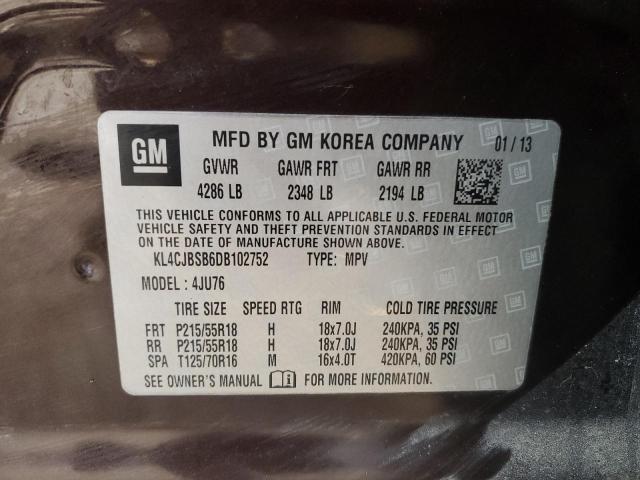 GM MFD BY GM KOREA COMPANY 01/13
GVWR GAWR FRT GAWR RR
4286 LB 2348 LB 2194 LB
THIS VEHICLE CONFORMS TO ALL APPLICABLE U.S. FEDERAL MOTOR
VEHICLE SAFETY AND THEFT PREVENTION STANDARDS IN EFFECT ON THE
DATE OF MANUFACTURE SHOWN ABOVE.
KL4CJBSB6DB102752 TYPE: MPV
MODEL : 4JU76
TIRE SIZE SPEED RTG RIM COLD TIRE PRESSURE
FRT P215/55R18 H 18x7.0J 240KPA, 35 PSI
RR P215/55R18 H 18x7.0J 240KPA, 35 PSI
SPA T125/70R16 M 16x4.0T 420KPA, 60 PSI
SEE OWNER'S MANUAL FOR MORE INFORMATION.